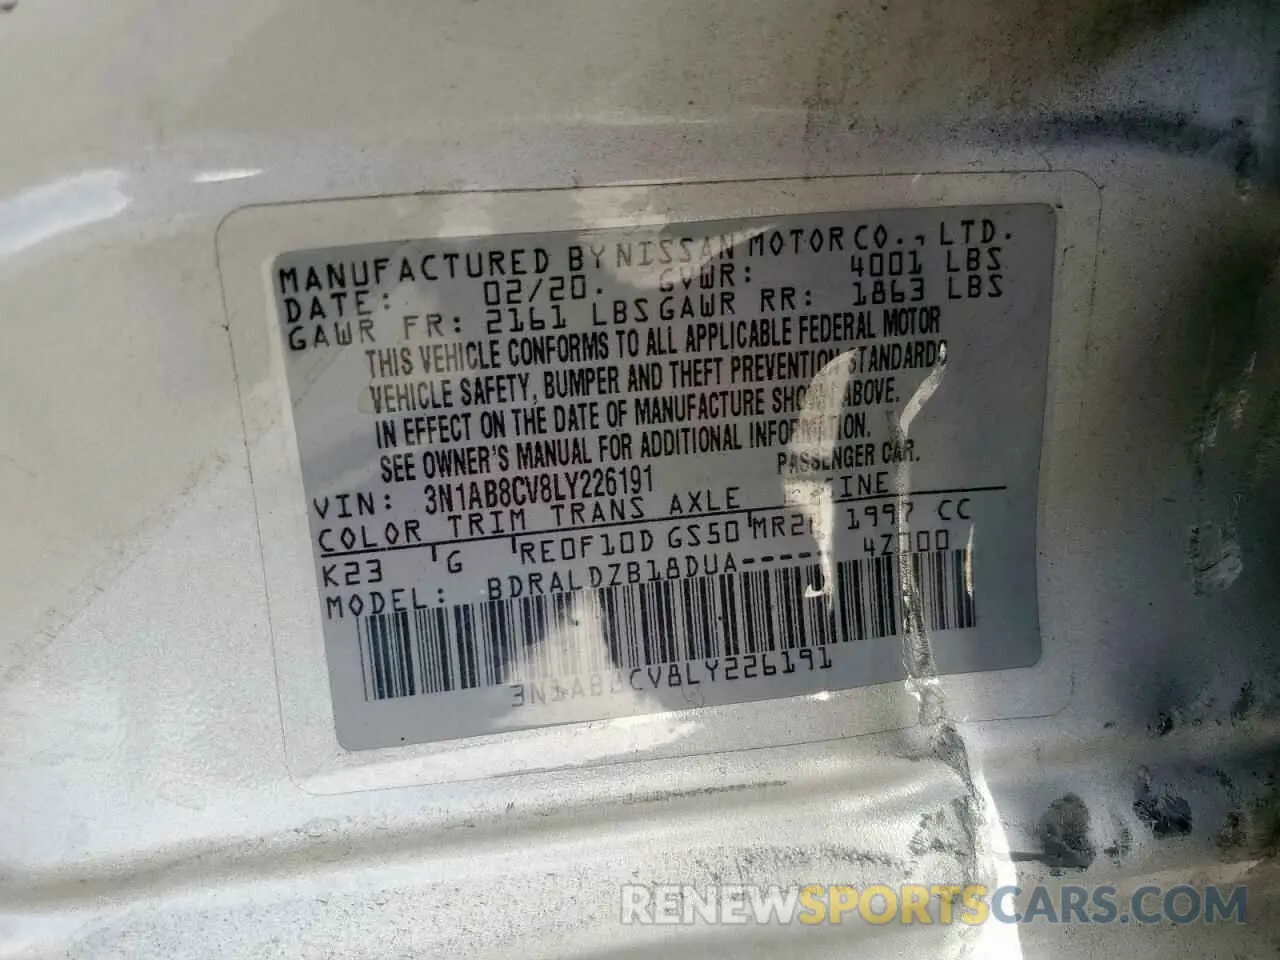 MANUFACTURED BY NISSAN MOTOR CO., LTD.
DATE: 02/20. GVWR: 4001 LBS
GAWR FR: 2161 LBS GAWR RR: 1863 LBS
THIS VEHICLE CONFORMS TO ALL APPLICABLE FEDERAL MOTOR
VEHICLE SAFETY, BUMPER AND THEFT PREVENTION STANDARDS
IN EFFECT ON THE DATE OF MANUFACTURE SHOWN ABOVE.
SEE OWNER'S MANUAL FOR ADDITIONAL INFORMATION.
VIN: 3N1AB8CV8LY226191 PASSENGER CAR.
COLOR TRIM TRANS AXLE ENGINE
K23 G RE0F10D GS50 MR20 1997 CC
MODEL: BDRALDZB18DUA-----
3N1AB8CV8LY226191
RENEWSPORTSCARS.COM